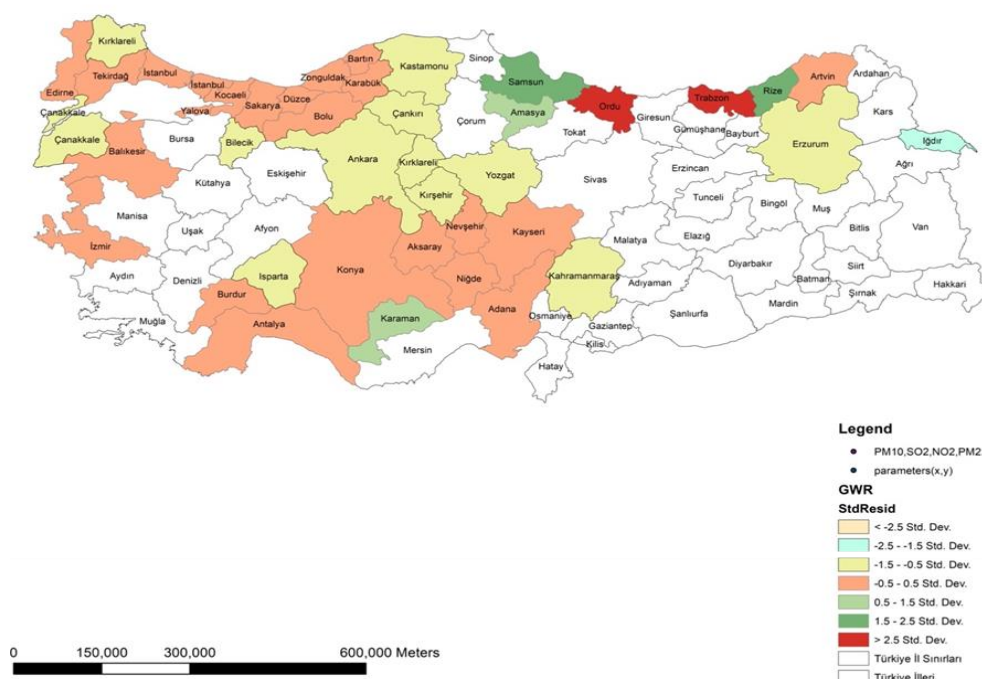 Kırklareli
Sinop
Bartın
Kastamonu
Zonguldak
Karabük
Edirne
Tekirdağ
İstanbul
İstanbul
Kocaeli
Sakarya
Düzce
Bolu
Yalova
Çankırı
Samsun
Amasya
Ordu
Giresun
Trabzon
Rize
Artvin
Ardahan
Kars
Çanakkale
Çanakkale
Balıkesir
Bursa
Bilecik
Çorum
Tokat
Gümüşhane
Bayburt
Erzurum
Iğdır
Ağrı
Ankara
Kırklareli
Yozgat
Kırşehir
Eskişehir
Kütahya
Sivas
Erzincan
Tunceli
Bingöl
Muş
Van
Manisa
Uşak
Afyon
İzmir
Konya
Aksaray
Nevşehir
Kayseri
Malatya
Elazığ
Bitlis
Aydın
Denizli
Isparta
Burdur
Niğde
Kahramanmaraş
Adıyaman
Diyarbakır
Batman
Siirt
Şırnak
Hakkari
Muğla
Antalya
Karaman
Mersin
Adana
Osmaniye
Gaziantep
Kilis
Şanlıurfa
Mardin
Hatay
Legend
PM10,SO2,NO2,PM2
parameters(x,y)
GWR
StdResid
< -2.5 Std. Dev.
-2.5 - -1.5 Std. Dev.
-1.5 - -0.5 Std. Dev.
-0.5 - 0.5 Std. Dev.
0.5 - 1.5 Std. Dev.
1.5 - 2.5 Std. Dev.
> 2.5 Std. Dev.
Türkiye İl Sınırları
Türkiye İlleri
0 150,000 300,000 600,000 Meters